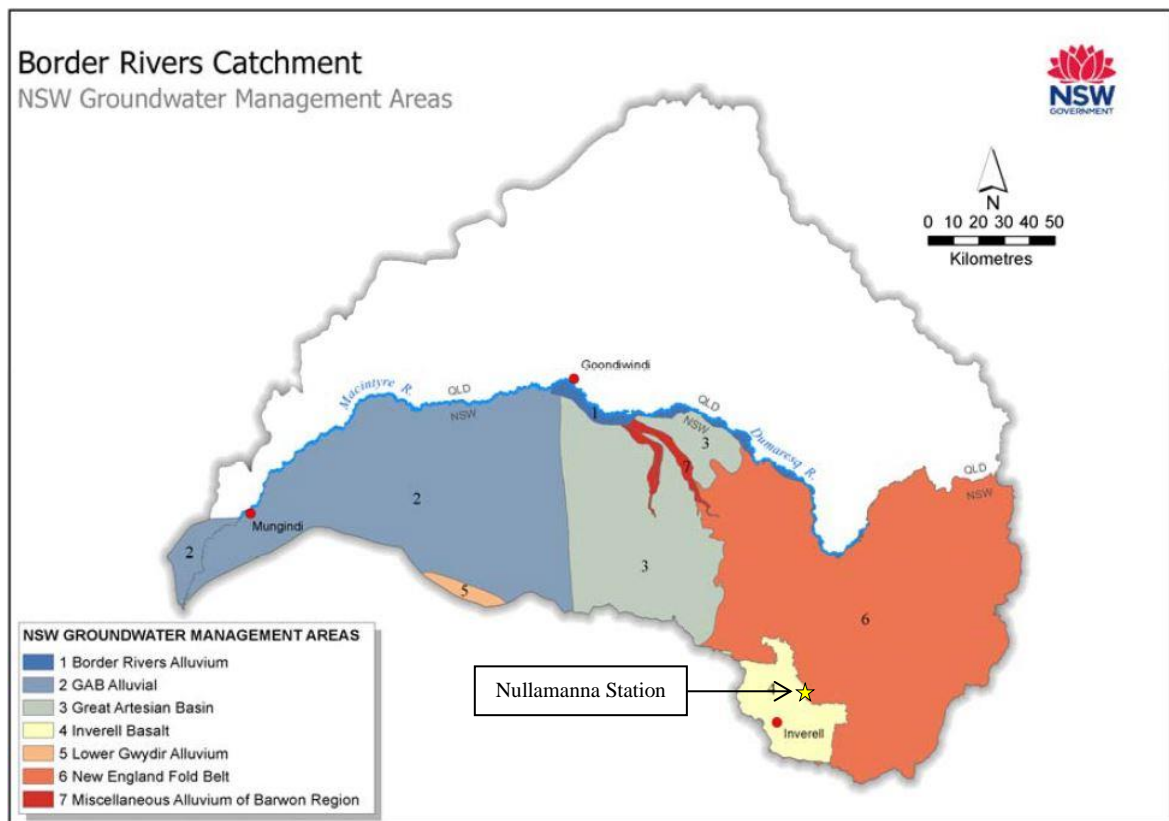 Border Rivers Catchment
NSW Groundwater Management Areas
NSW
GOVERNMENT
N
0 10 20 30 40 50
Kilometres
Goondiwindi
Macintyre R.
QLD
NSW
1
QLD
NSW
3
Dumaresq R.
7
QLD
NSW
2
Mungindi
2
3
5
6
NSW GROUNDWATER MANAGEMENT AREAS
1 Border Rivers Alluvium
2 GAB Alluvial
3 Great Artesian Basin
4 Inverell Basalt
5 Lower Gwydir Alluvium
6 New England Fold Belt
7 Miscellaneous Alluvium of Barwon Region
Nullamanna Station
4
Inverell